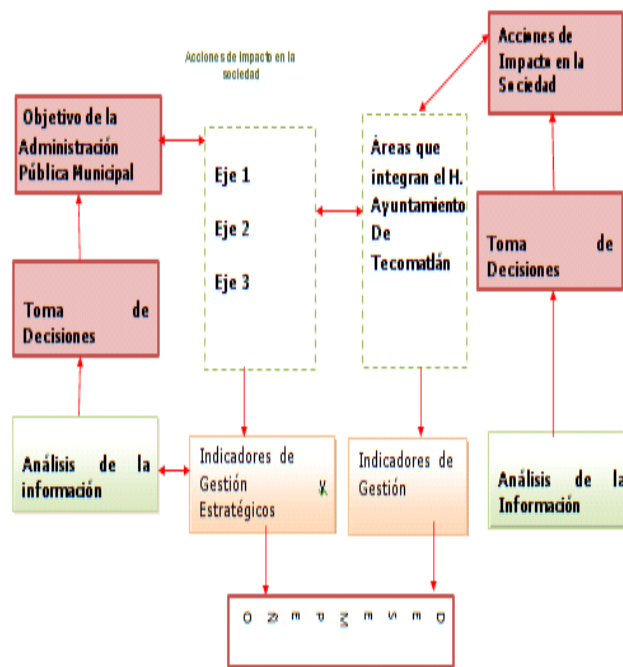 Acciones de Impacto en la
sociedad
Acciones de
Impacto en la
Sociedad
Objetivo de la
Administración
Pública Municipal
Eje 1
Eje 2
Eje 3
Áreas que
integran el H.
Ayuntamiento
De
Tecomatlán
Toma de
Decisiones
Toma de
Decisiones
Análisis de la
información
Indicadores de
Gestión y
Estratégicos
Indicadores de
Gestión
Análisis de la
Información
DESEMPEÑO